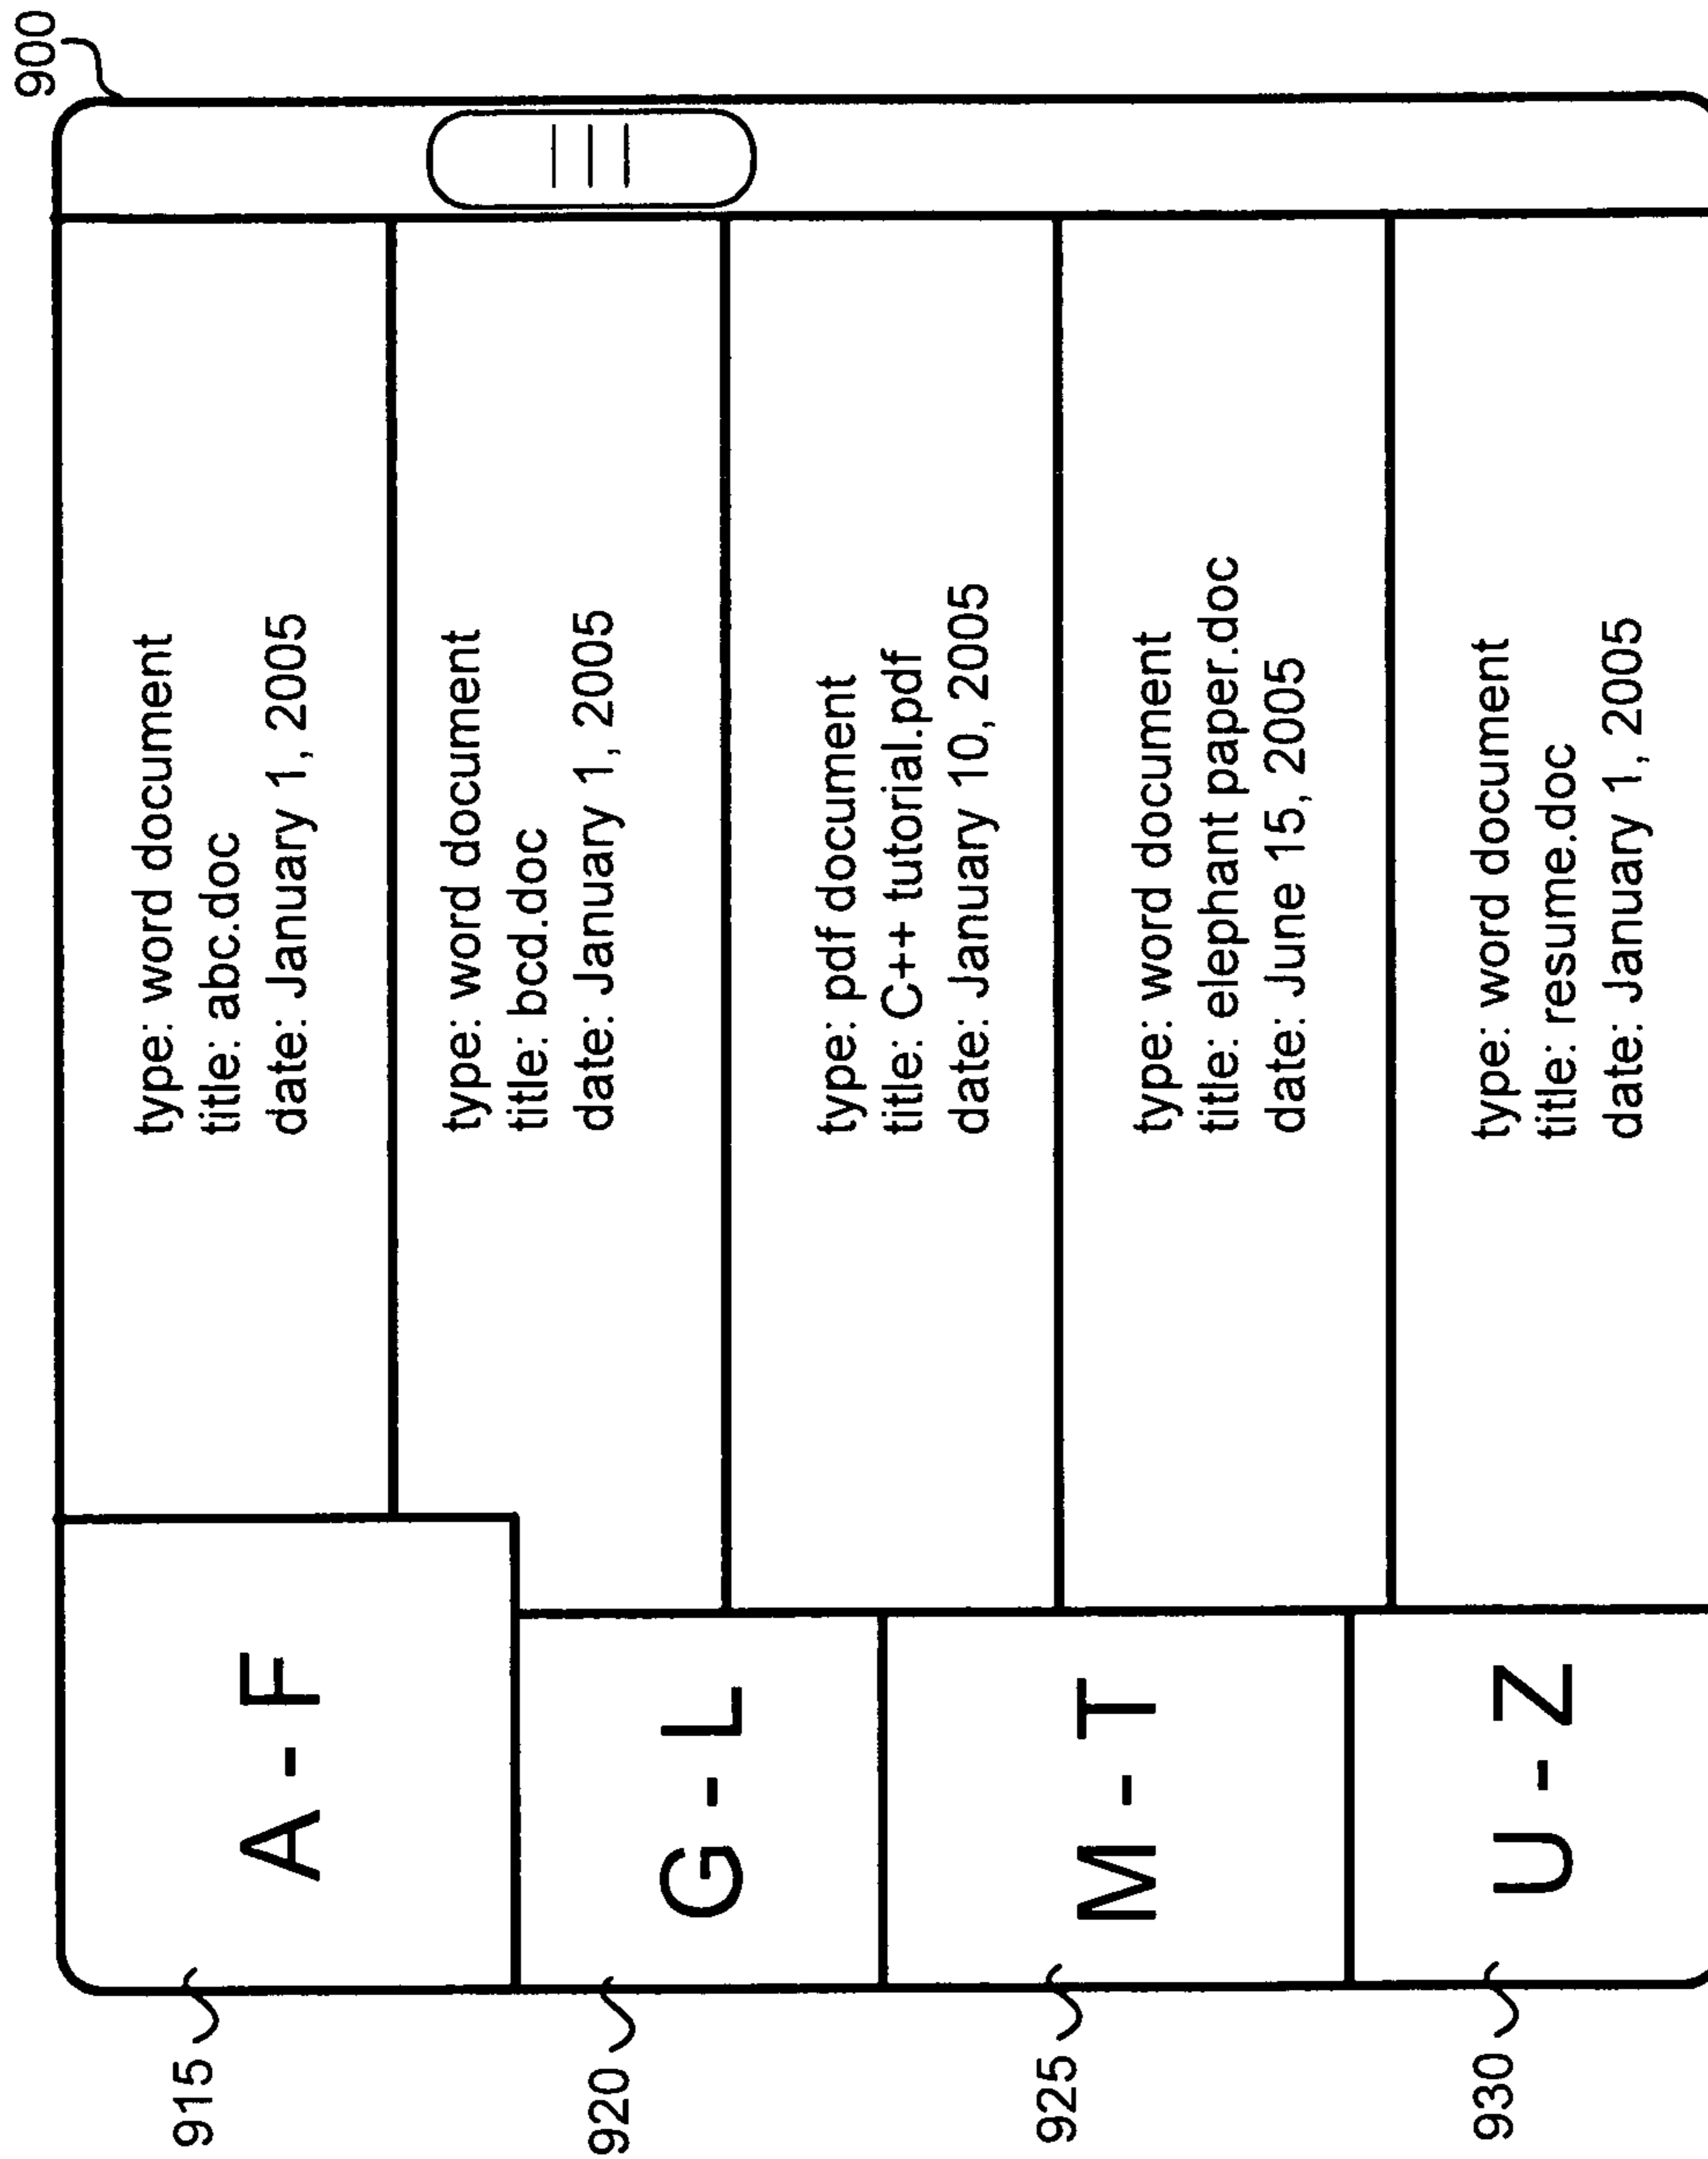 900
915
A - F
type: word document
title: abc.doc
date: January 1, 2005
920
G - L
type: word document
title: bcd.doc
date: January 1, 2005
type: pdf document
title: C++ tutorial.pdf
date: January 10, 2005
925
M - T
type: word document
title: elephant paper.doc
date: June 15, 2005
930
U - Z
type: word document
title: resume.doc
date: January 1, 2005